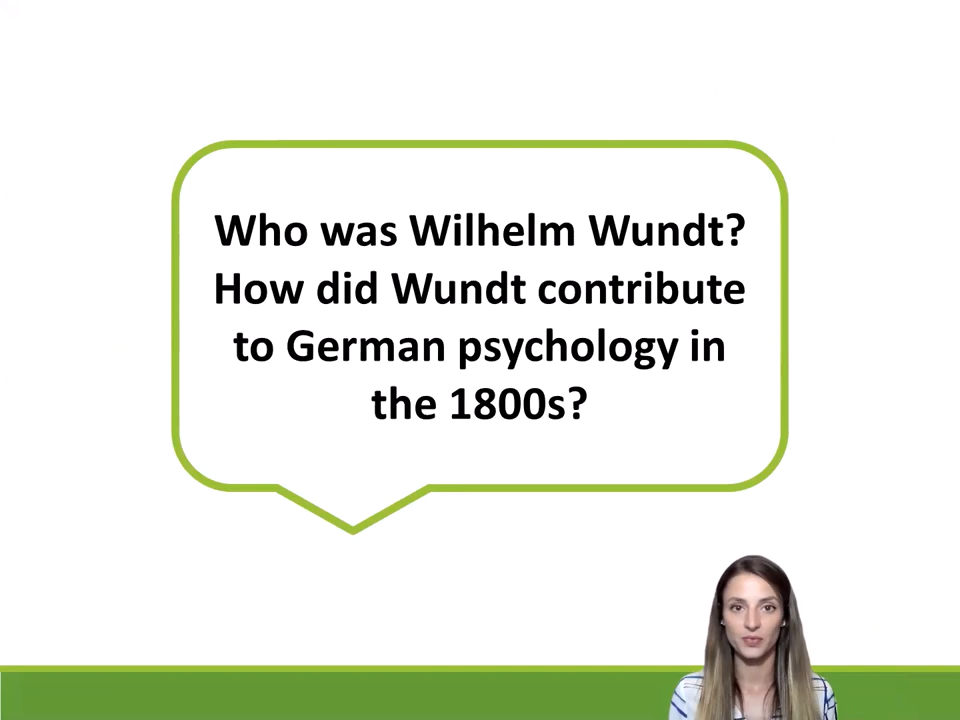 Who was Wilhelm Wundt?
How did Wundt contribute
to German psychology in
the 1800s?